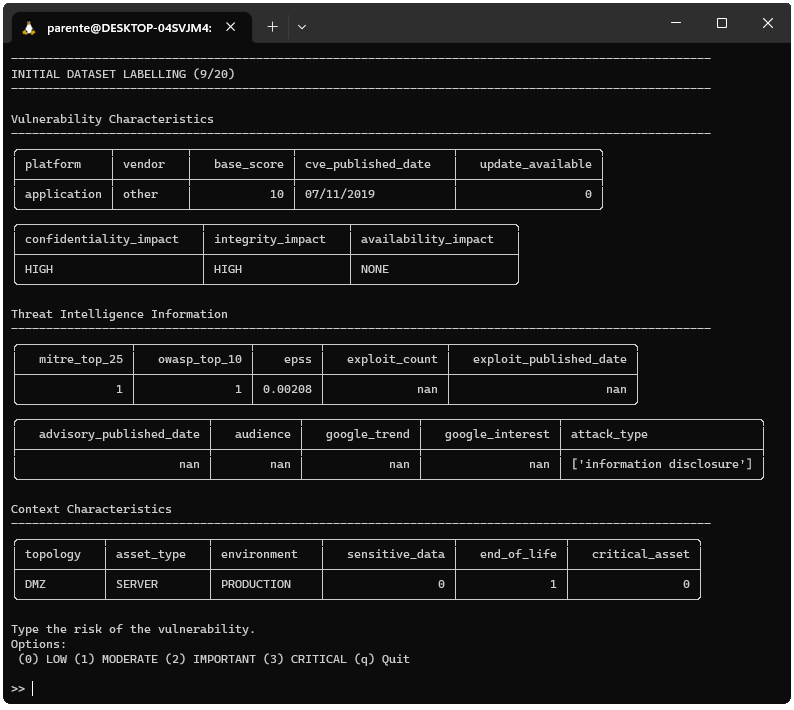 parente@DESKTOP-04SVJM4:
INITIAL DATASET LABELLING (9/20)
Vulnerability Characteristics
platform vendor base_score cve_published_date update_available
application other 10 07/11/2019 0
confidentiality_impact integrity_impact availability_impact
HIGH HIGH NONE
Threat Intelligence Information
mitre_top_25 owasp_top_10 epss exploit_count exploit_published_date
1 1 0.00208 nan nan
advisory_published_date audience google_trend google_interest attack_type
nan nan nan nan ['information disclosure']
Context Characteristics
topology asset_type environment sensitive_data end_of_life critical_asset
DMZ SERVER PRODUCTION 0 1 0
Type the risk of the vulnerability.
Options:
(0) LOW (1) MODERATE (2) IMPORTANT (3) CRITICAL (q) Quit
>>